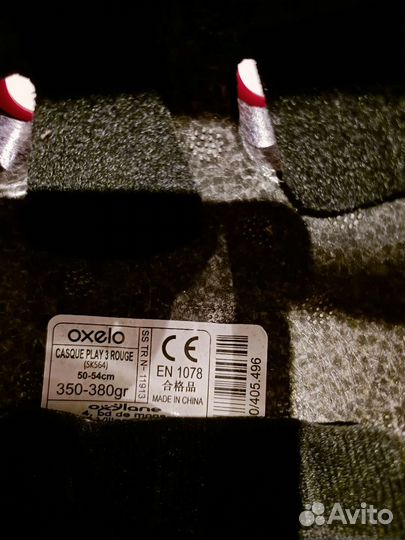 oxelo
CASQUE PLAY 3 ROUGE
(SK564)
50-54cm
350-380gr
oxylane
SS TR N- 11913
CE
EN 1078
合格品
MADE IN CHINA
0/405.496
Avito